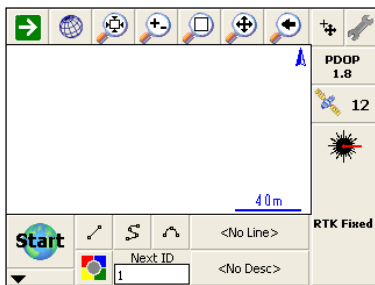 PDOP
1.8
12
40m
RTK Fixed
Start
<No Line>
Next ID
1
<No Desc>